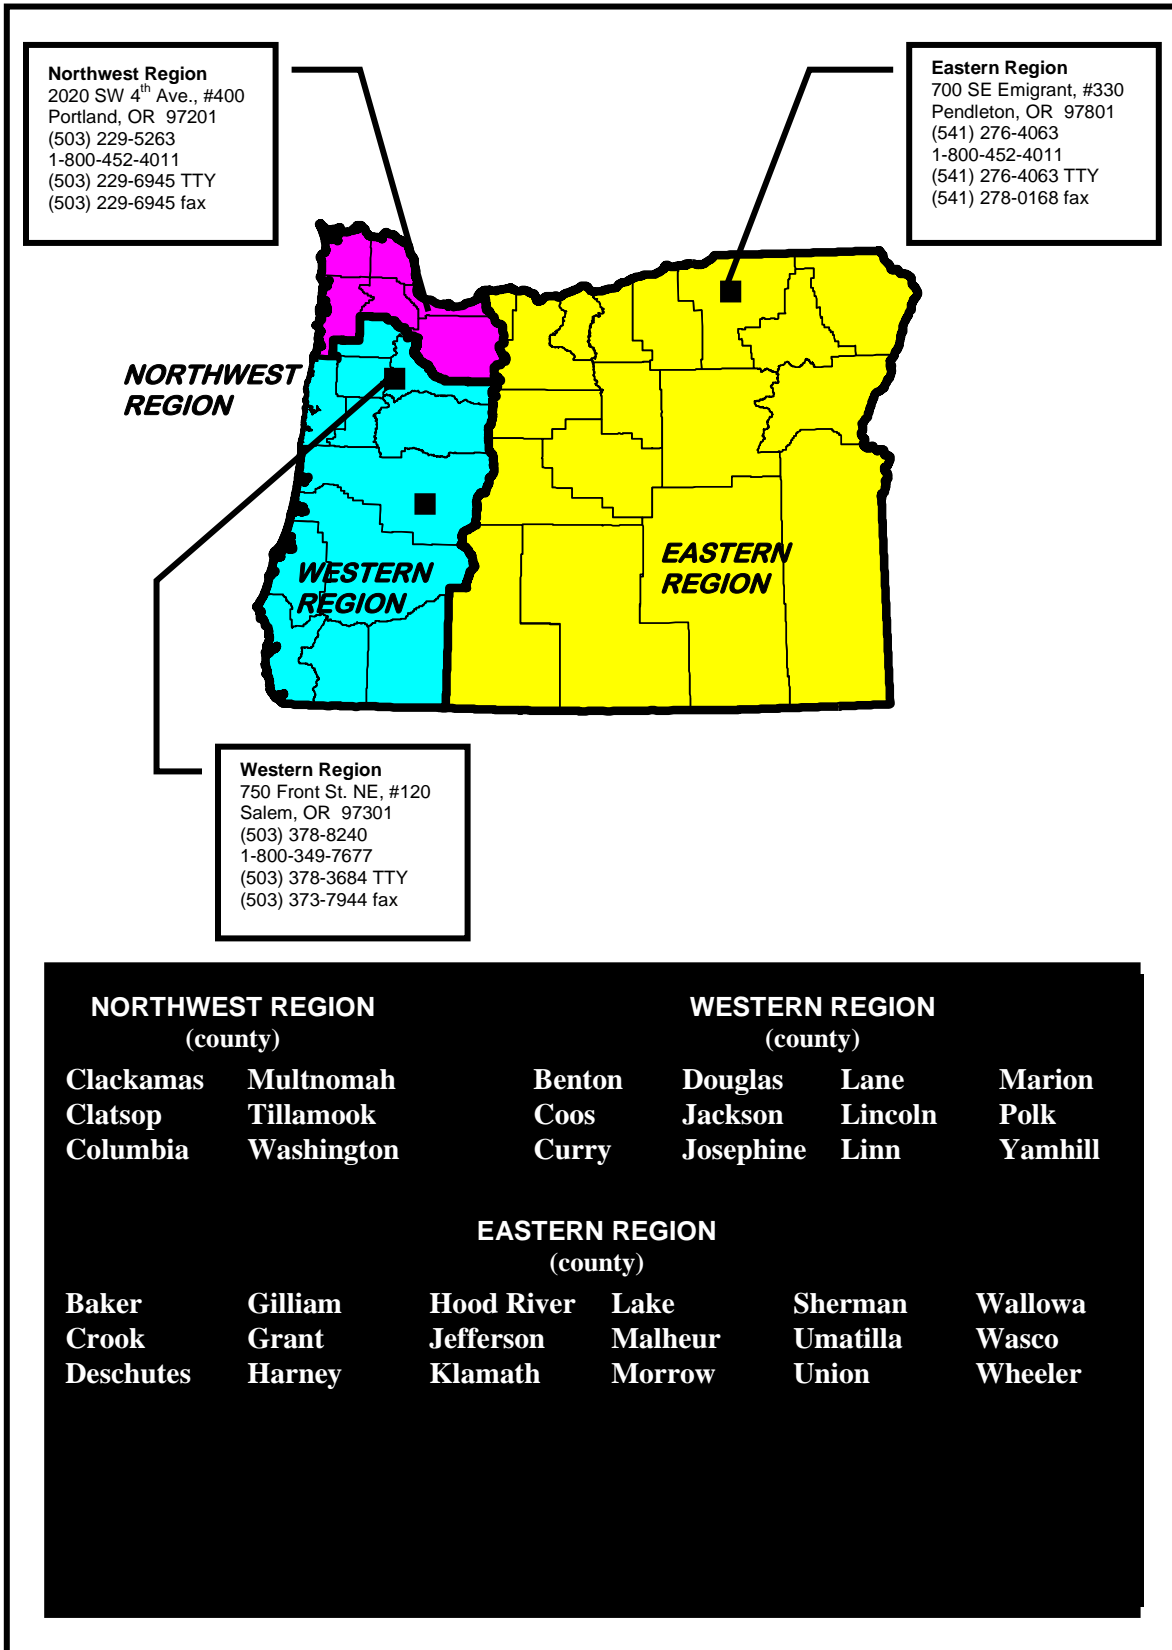 Northwest Region
2020 SW 4th Ave., #400
Portland, OR 97201
(503) 229-5263
1-800-452-4011
(503) 229-6945 TTY
(503) 229-6945 fax
Eastern Region
700 SE Emigrant, #330
Pendleton, OR 97801
(541) 276-4063
1-800-452-4011
(541) 276-4063 TTY
(541) 278-0168 fax
NORTHWEST
REGION
WESTERN
REGION
EASTERN
REGION
Western Region
750 Front St. NE, #120
Salem, OR 97301
(503) 378-8240
1-800-349-7677
(503) 378-3684 TTY
(503) 373-7944 fax
NORTHWEST REGION
(county)
Clackamas Multnomah
Clatsop Tillamook
Columbia Washington
WESTERN REGION
(county)
Benton Douglas Lane Marion
Coos Jackson Lincoln Polk
Curry Josephine Linn Yamhill
EASTERN REGION
(county)
Baker Gilliam Hood River Lake Sherman Wallowa
Crook Grant Jefferson Malheur Umatilla Wasco
Deschutes Harney Klamath Morrow Union Wheeler